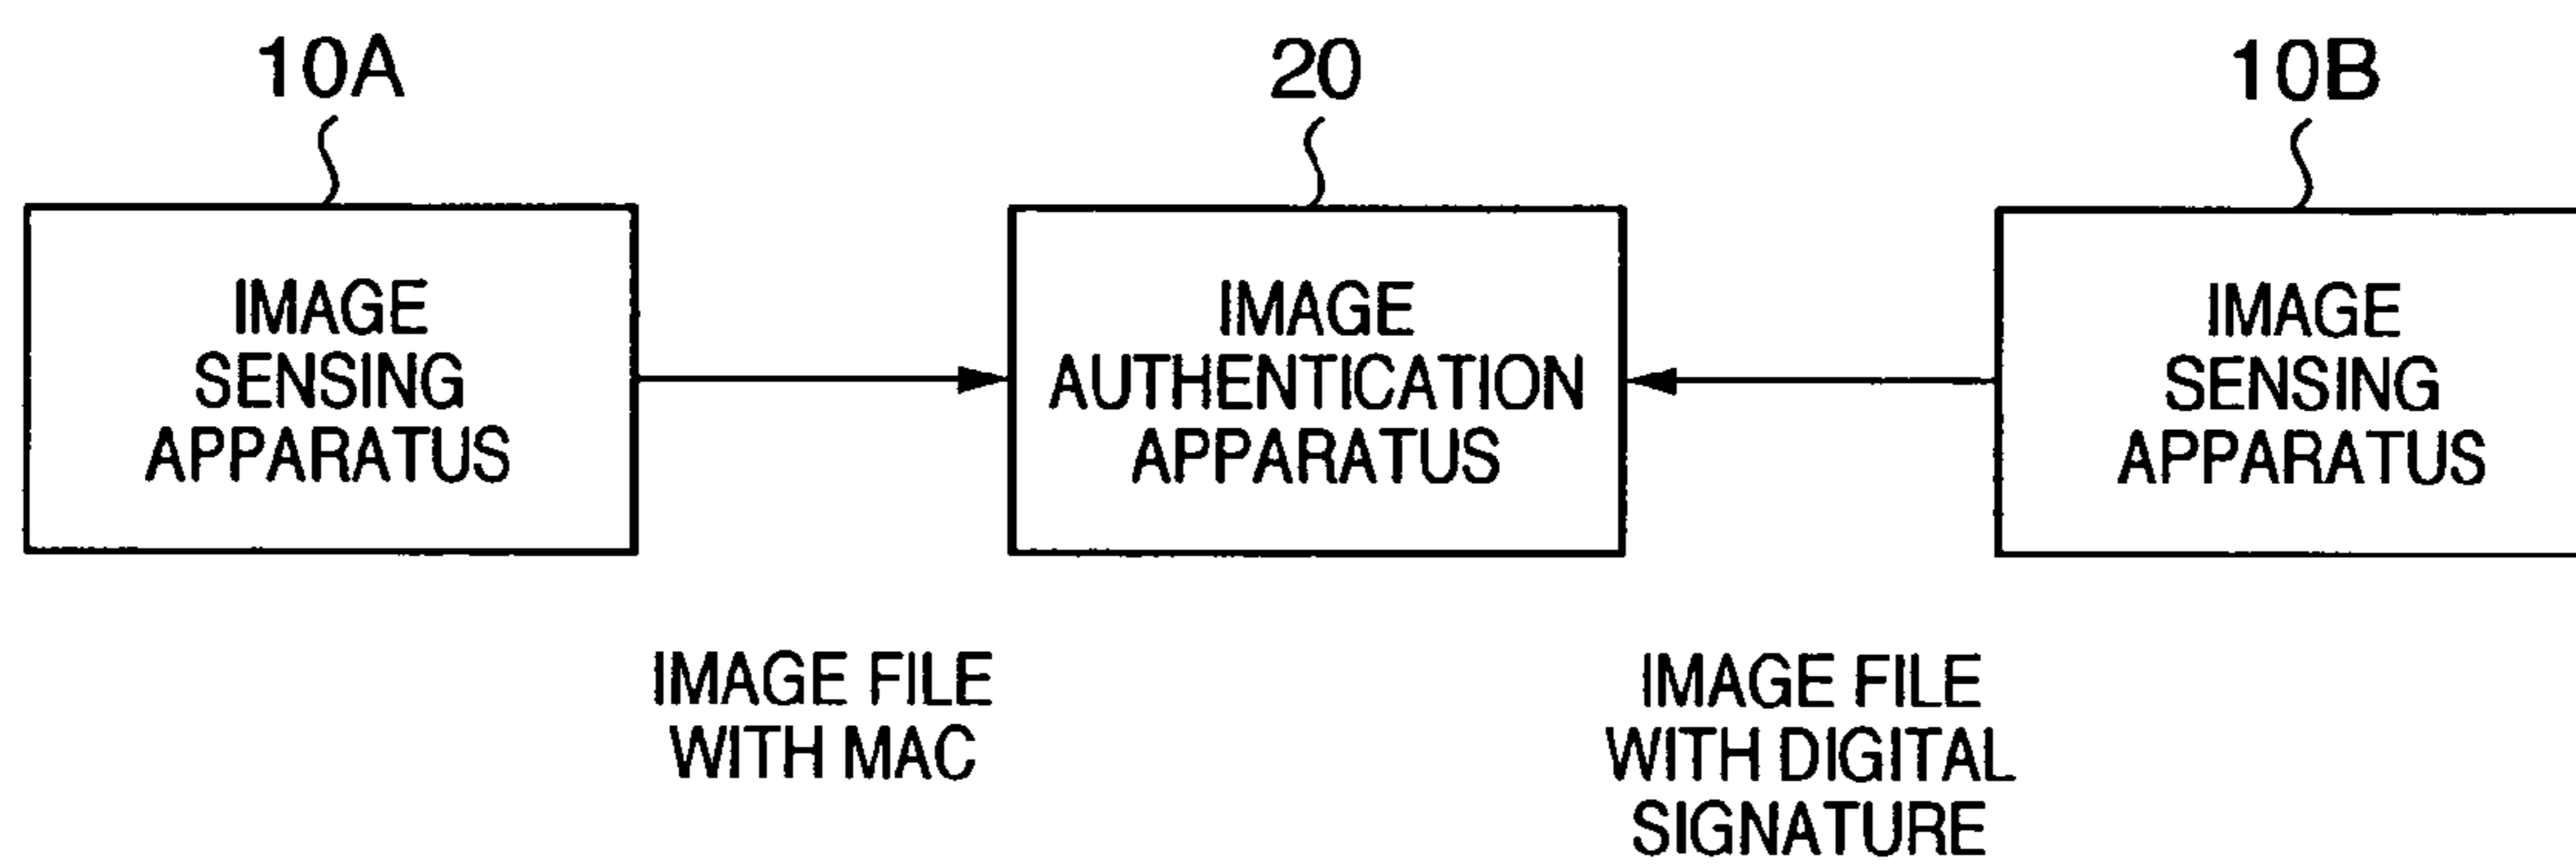 10A
20
10B
IMAGE
SENSING
APPARATUS
IMAGE
AUTHENTICATION
APPARATUS
IMAGE
SENSING
APPARATUS
IMAGE FILE
WITH MAC
IMAGE FILE
WITH DIGITAL
SIGNATURE